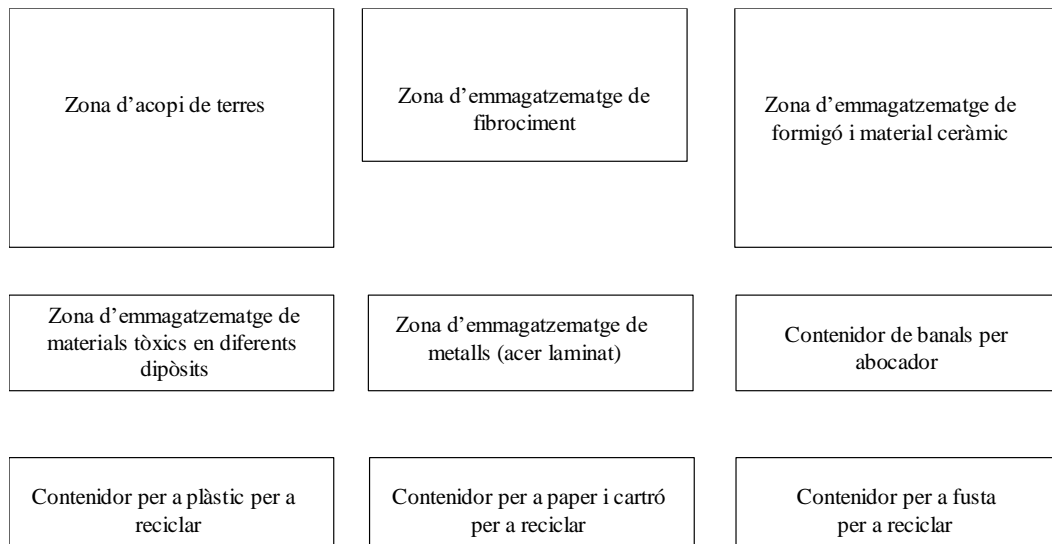 Zona d’acopi de terres
Zona d’emmagatzematge de
fibrociment
Zona d’emmagatzematge de
formigó i material ceràmic
Zona d’emmagatzematge de
materials tòxics en diferents
dipòsits
Zona d’emmagatzematge de
metalls (acer laminat)
Contenidor de banals per
abocador
Contenidor per a plàstic per a
reciclar
Contenidor per a paper i cartró
per a reciclar
Contenidor per a fusta
per a reciclar